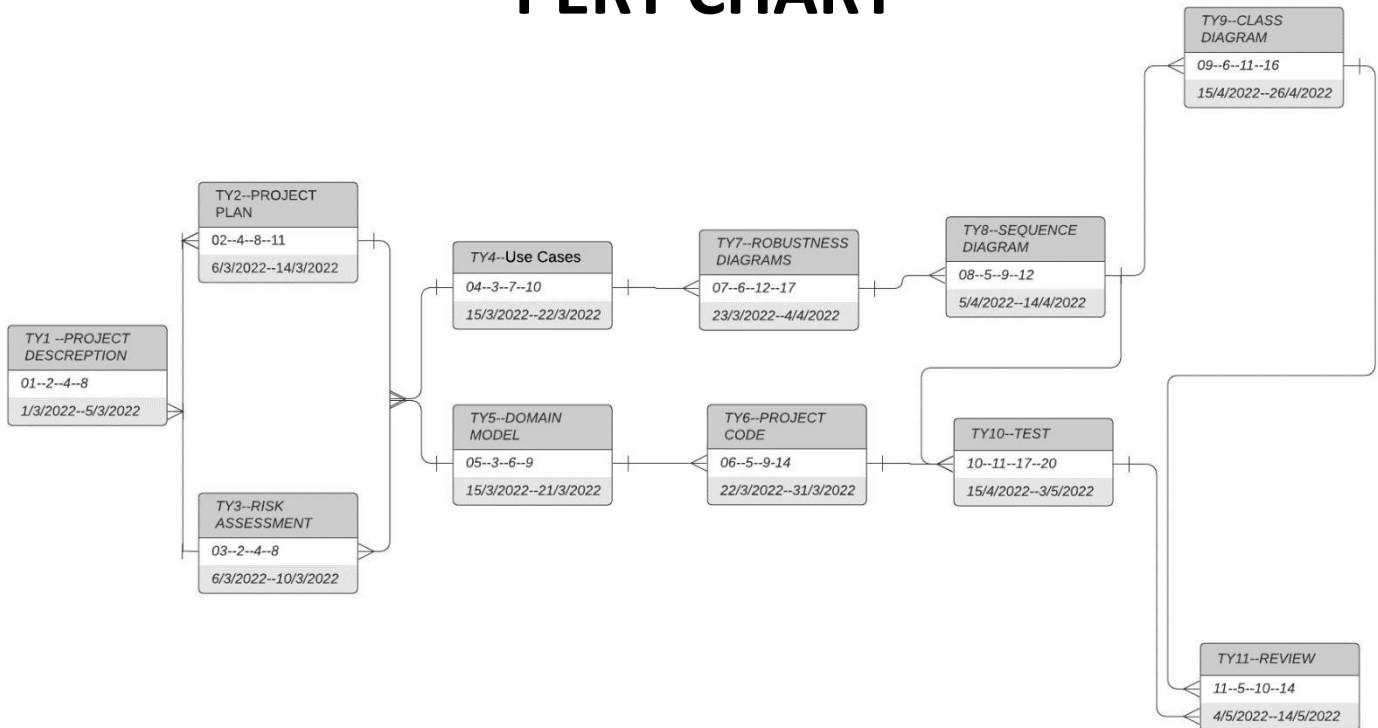 PERT CHART
TY9--CLASS
DIAGRAM
09--6--11--16
15/4/2022--26/4/2022
TY2--PROJECT
PLAN
02--4--8--11
6/3/2022--14/3/2022
TY4--Use Cases
04--3--7--10
15/3/2022--22/3/2022
TY7--ROBUSTNESS
DIAGRAMS
07--6--12--17
23/3/2022--4/4/2022
TY8--SEQUENCE
DIAGRAM
08--5--9--12
5/4/2022--14/4/2022
TY1 --PROJECT
DESCREPTION
01--2--4--8
1/3/2022--5/3/2022
TY5--DOMAIN
MODEL
05--3--6--9
15/3/2022--21/3/2022
TY6--PROJECT
CODE
06--5--9-14
22/3/2022--31/3/2022
TY10--TEST
10--11--17--20
15/4/2022--3/5/2022
TY3--RISK
ASSESSMENT
03--2--4--8
6/3/2022--10/3/2022
TY11--REVIEW
11--5--10--14
4/5/2022--14/5/2022